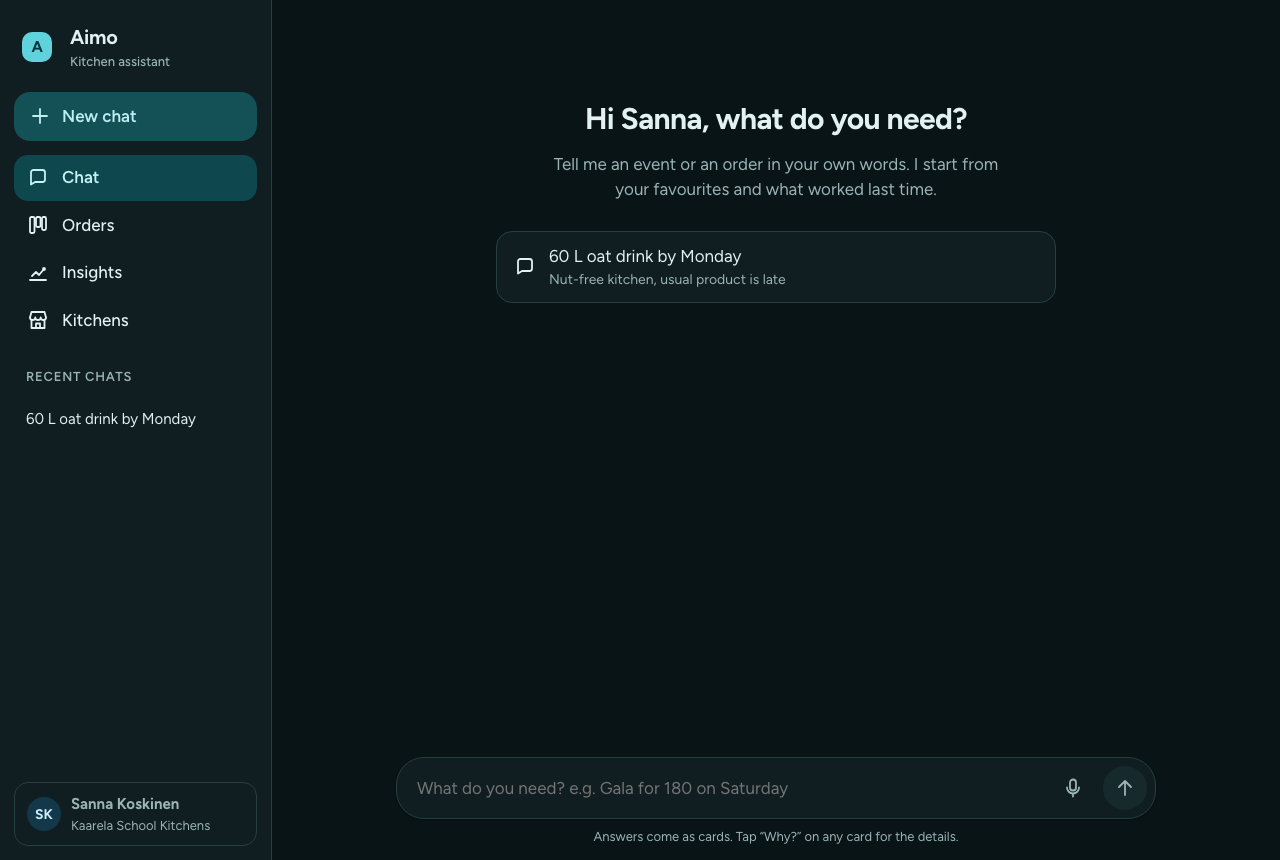 A
Aimo
Kitchen assistant
New chat
Chat
Orders
Insights
Kitchens
RECENT CHATS
60 L oat drink by Monday
SK
Sanna Koskinen
Kaarela School Kitchens
Hi Sanna, what do you need?
Tell me an event or an order in your own words. I start from
your favourites and what worked last time.
60 L oat drink by Monday
Nut-free kitchen, usual product is late
What do you need? e.g. Gala for 180 on Saturday
Answers come as cards. Tap “Why?” on any card for the details.